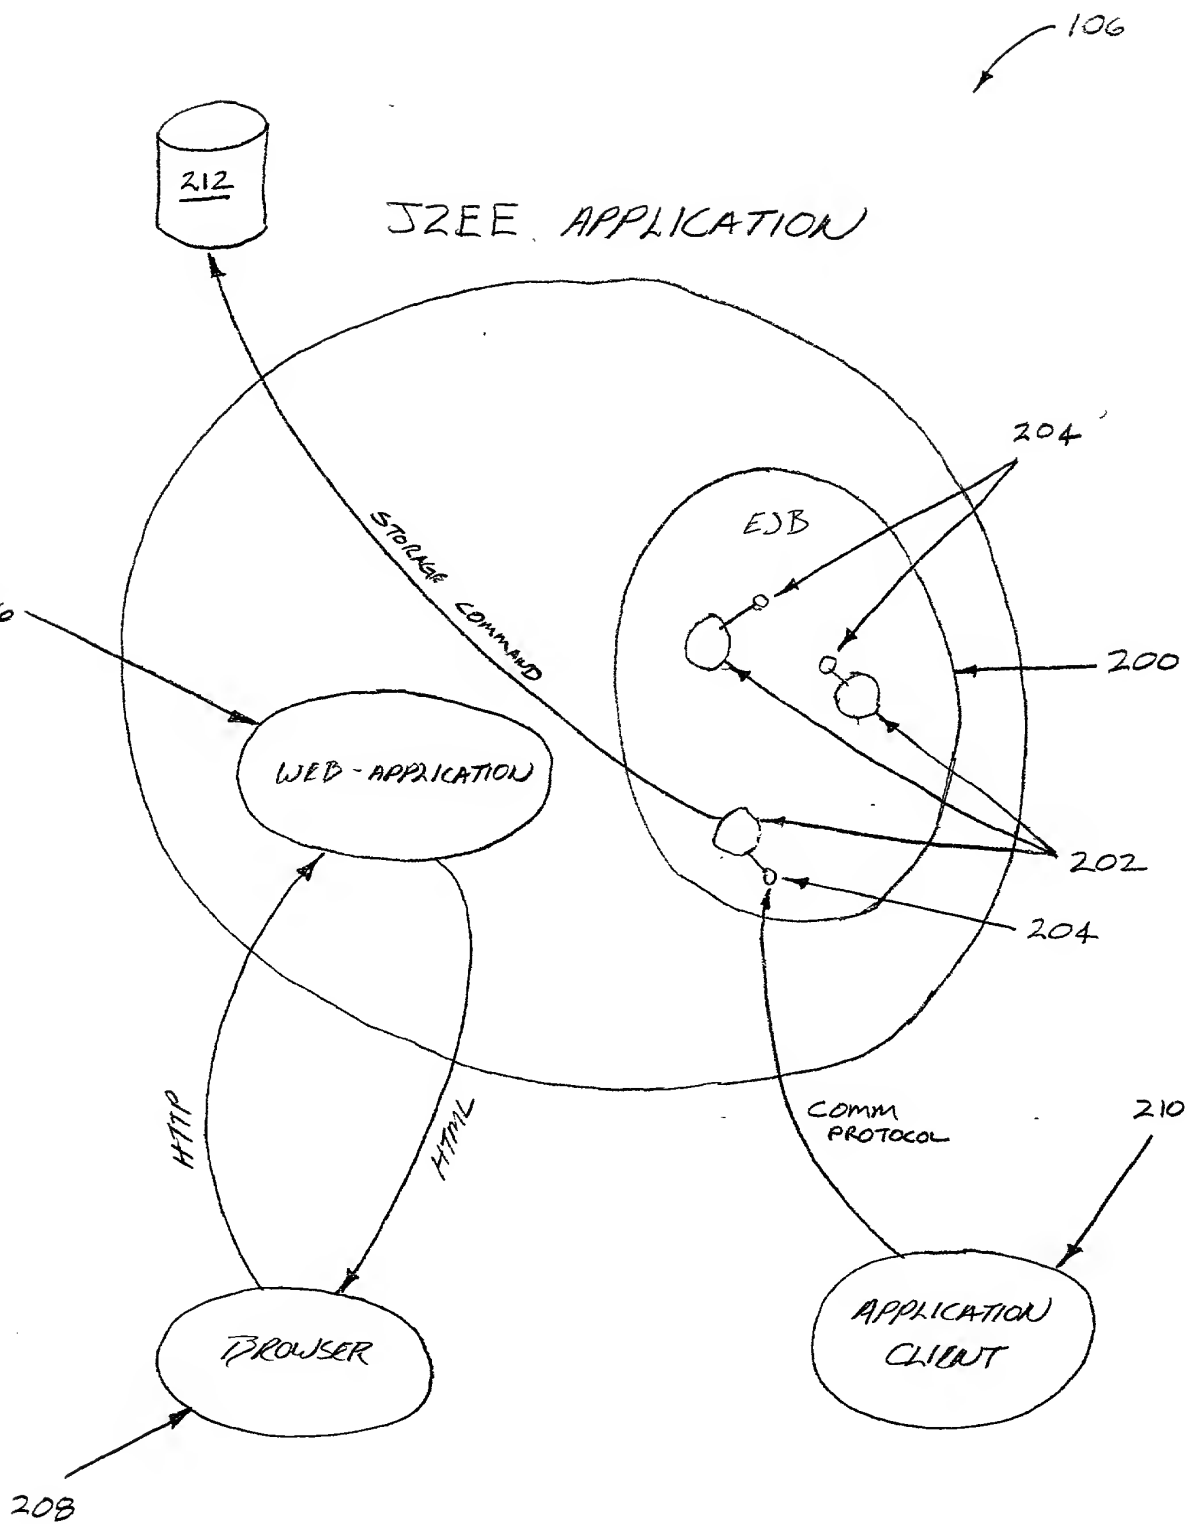 106
212
J2EE APPLICATION
204
EJB
STORAGE COMMAND
200
WEB-APPLICATION
202
204
HTTP
HTML
COMM
PROTOCOL
210
APPLICATION
CLIENT
BROWSER
208